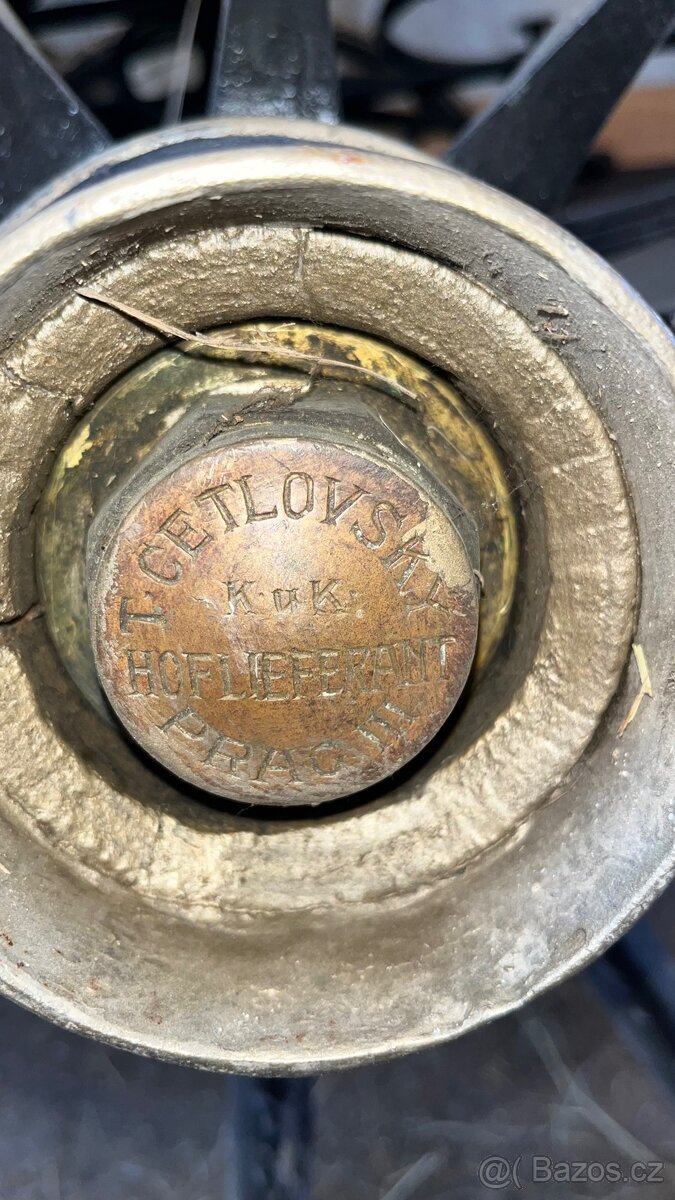 T. CETLOVSKY
K. u K.
HOFLIEFERANT
PRAG. III.
@( Bazos.cz